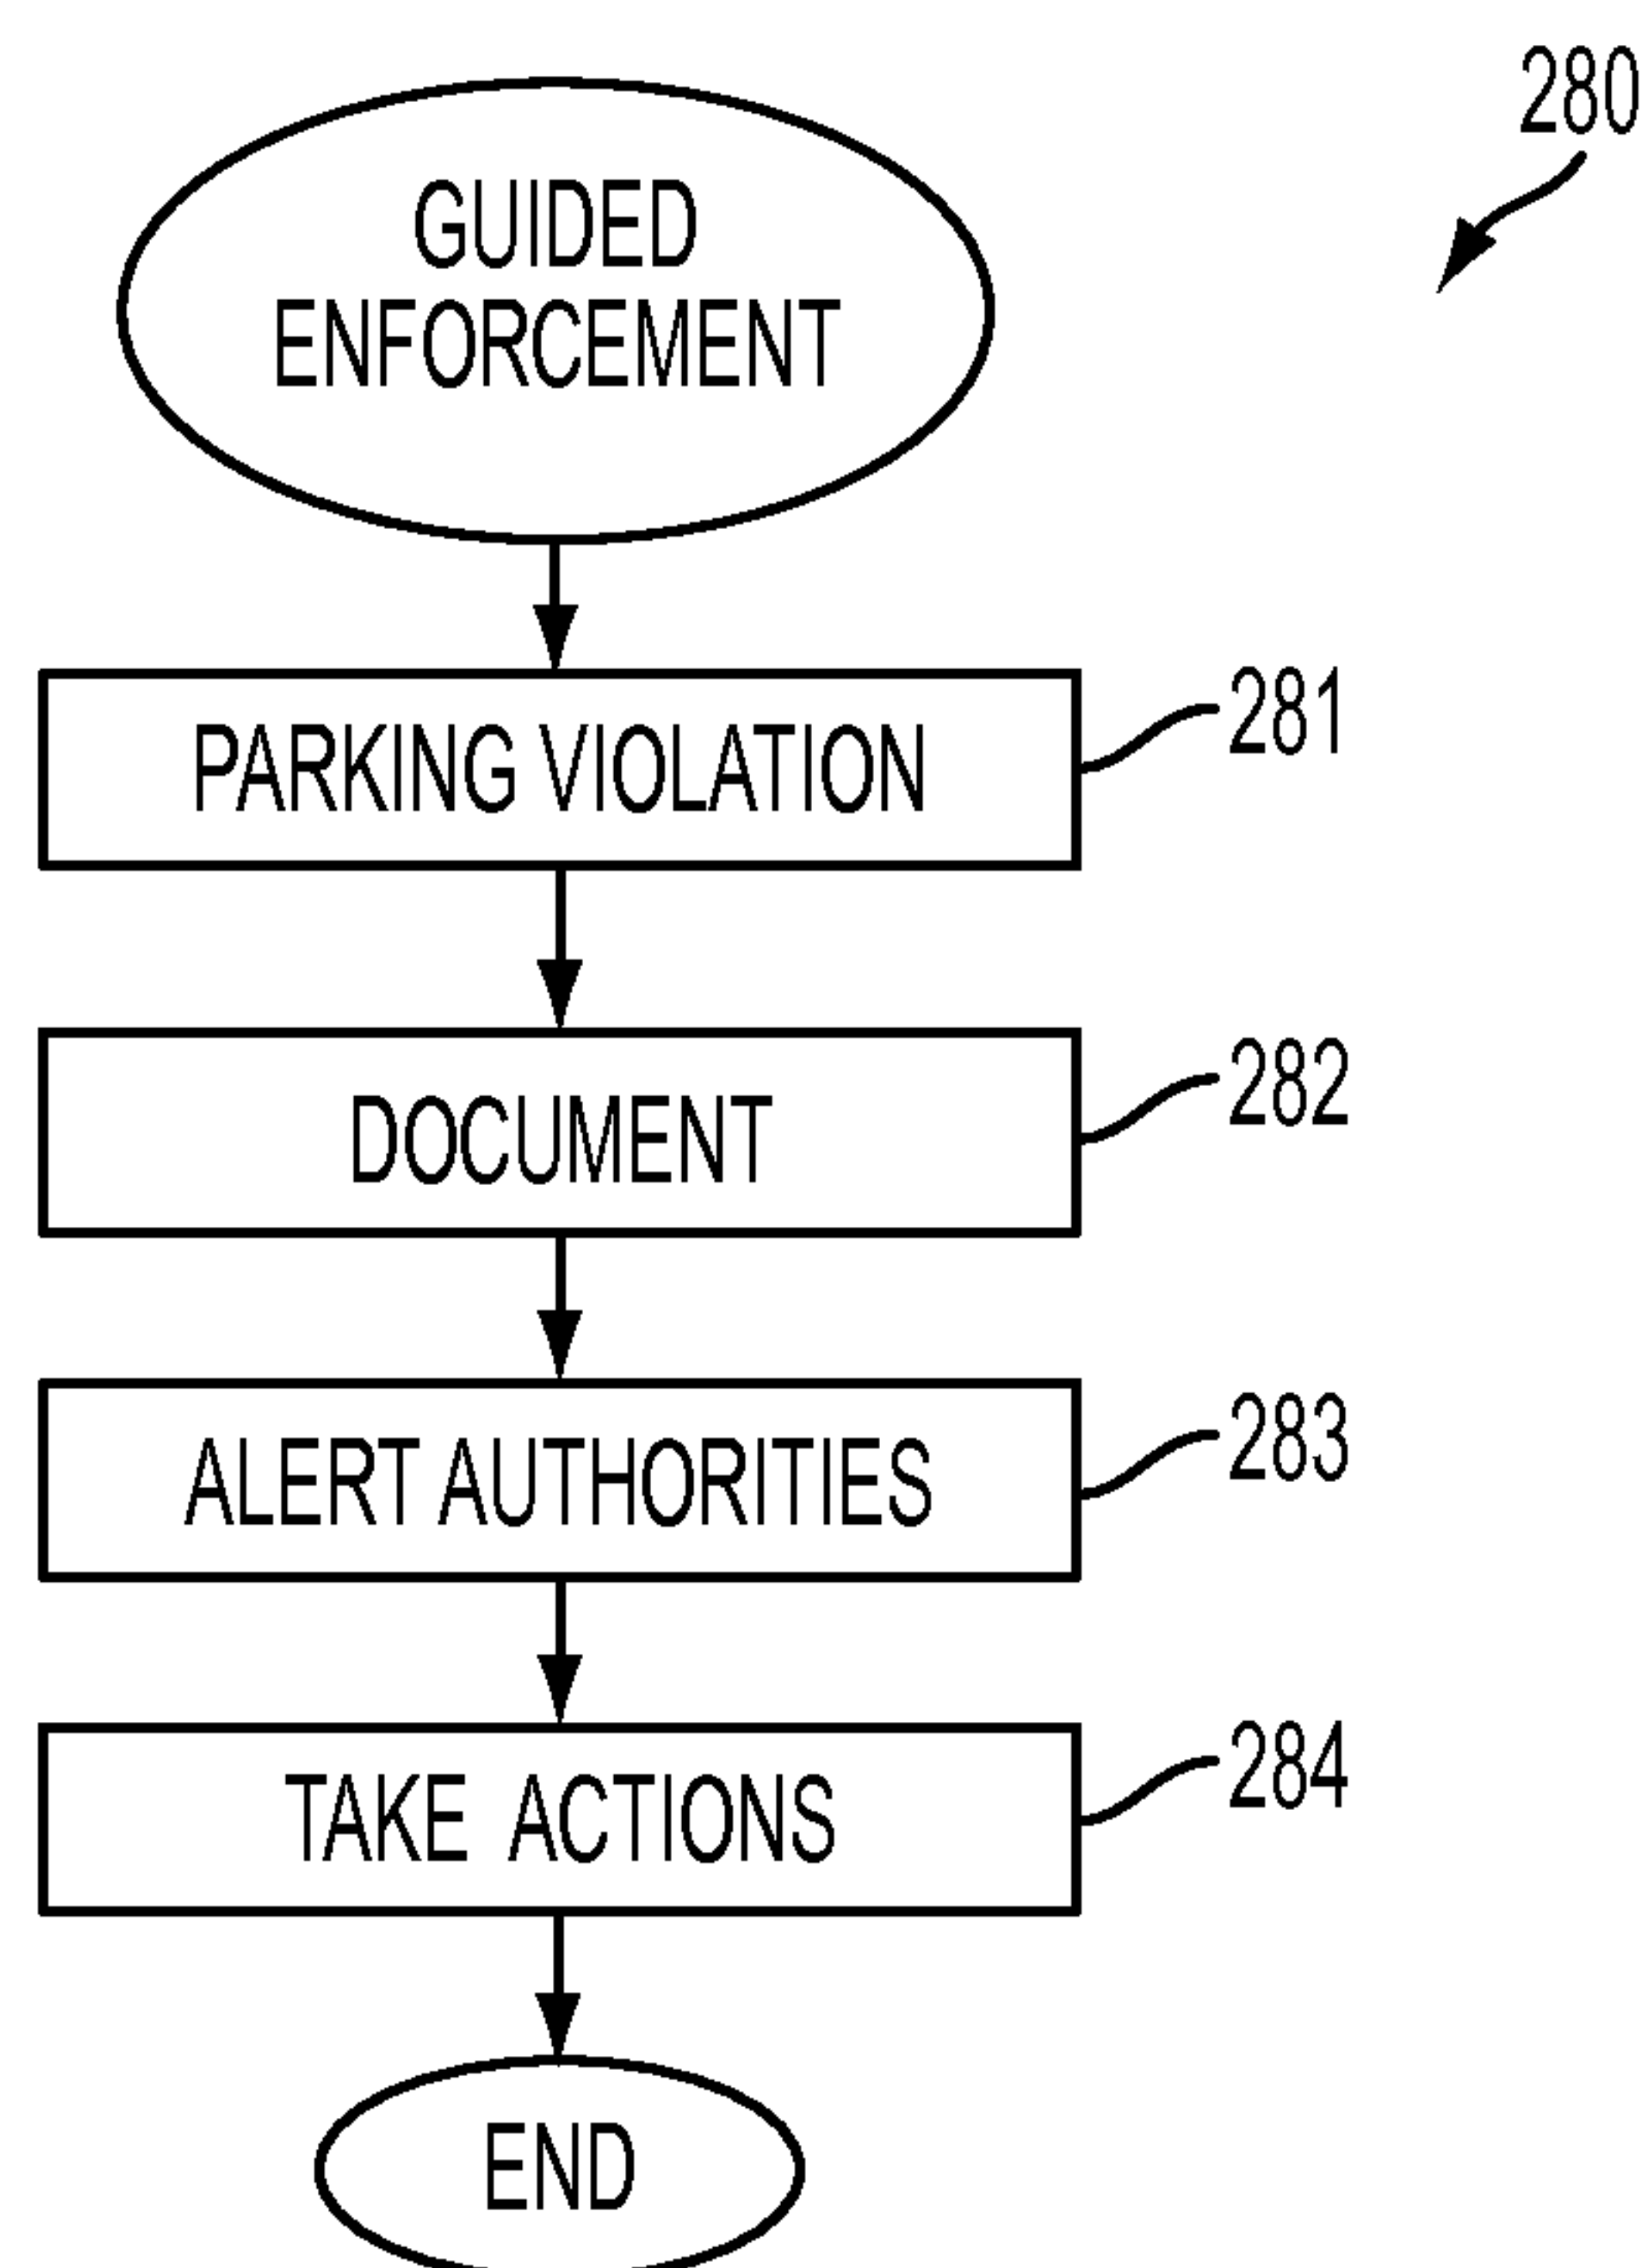 280
GUIDED
ENFORCEMENT
PARKING VIOLATION
281
DOCUMENT
282
ALERT AUTHORITIES
283
TAKE ACTIONS
284
END